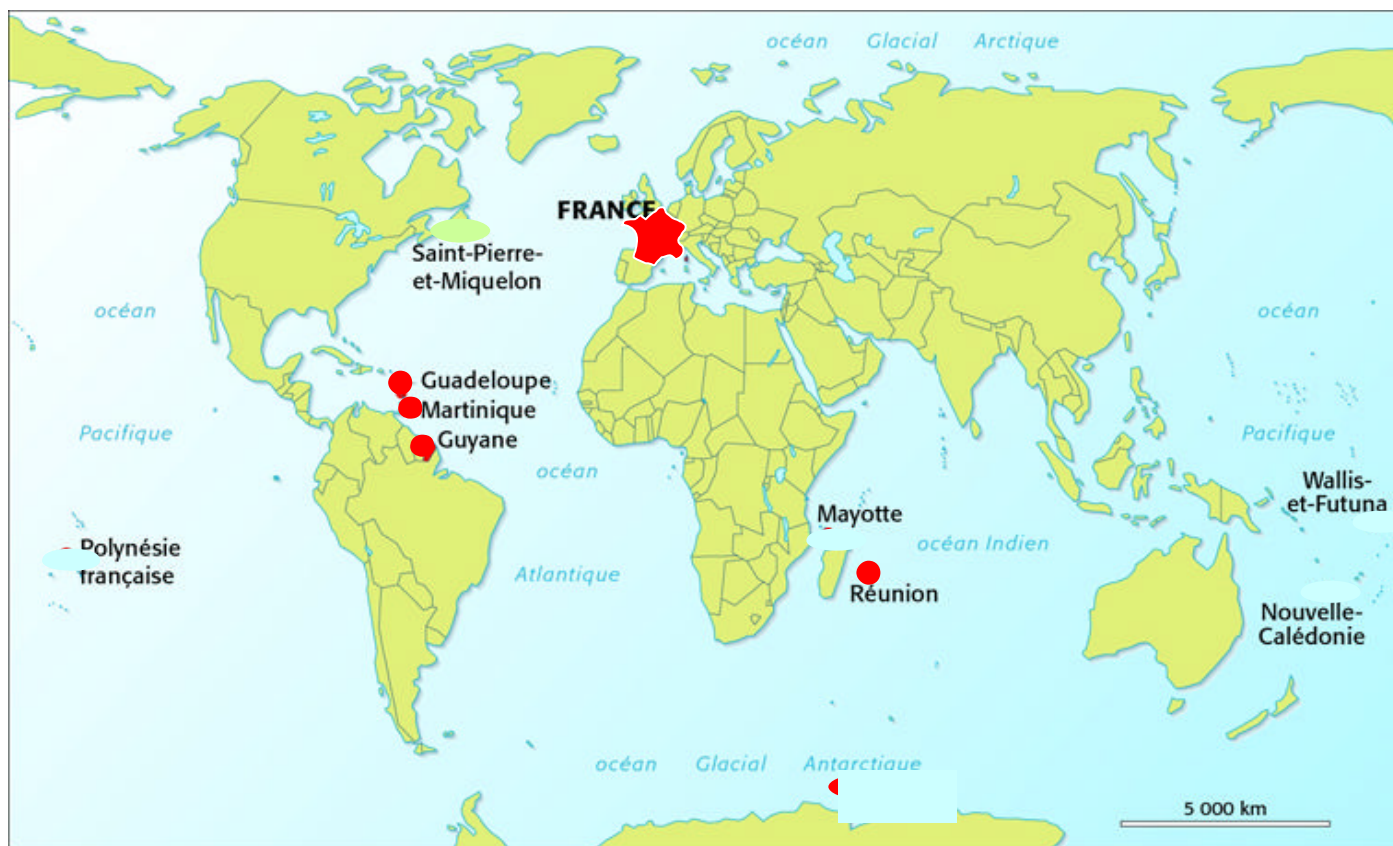 océan Glacial Arctique
FRANCE
Saint-Pierre-
et-Miquelon
océan
océan
Guadeloupe
Martinique
Guyane
Pacifique
Pacifique
océan
Wallis-
et-Futuna
Mayotte
océan Indien
Polynésie
française
Atlantique
Réunion
Nouvelle-
Calédonie
océan Glacial Antarctique
5 000 km